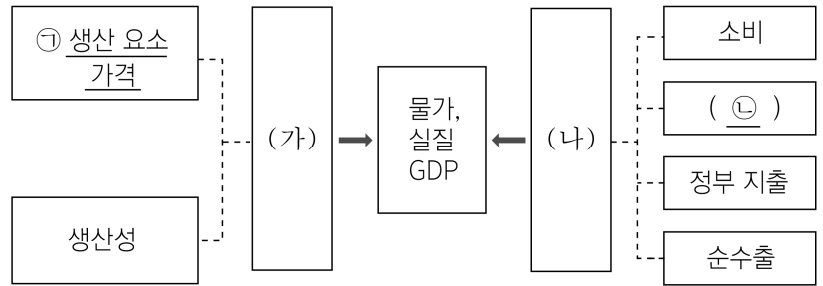 ㉠ 생산 요소
가격
생산성
(가)
물가,
실질
GDP
(나)
소비
( ㉡ )
정부 지출
순수출